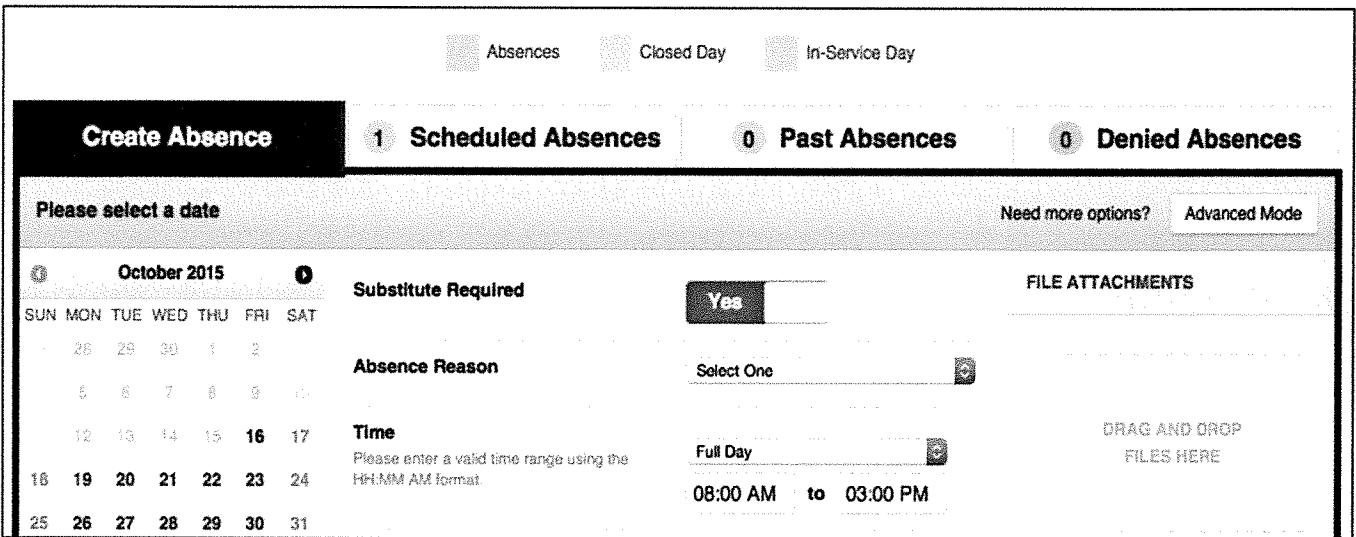 Absences Closed Day In-Service Day
Create Absence 1 Scheduled Absences 0 Past Absences 0 Denied Absences
Please select a date Need more options? Advanced Mode
October 2015
SUN MON TUE WED THU FRI SAT
28 29 30 1 2
5 6 7 8 9
12 13 14 15 16 17
18 19 20 21 22 23 24
25 26 27 28 29 30 31
Substitute Required Yes
Absence Reason Select One
Time Full Day
Please enter a valid time range using the
HH:MM AM format.
08:00 AM to 03:00 PM
FILE ATTACHMENTS
DRAG AND DROP
FILES HERE